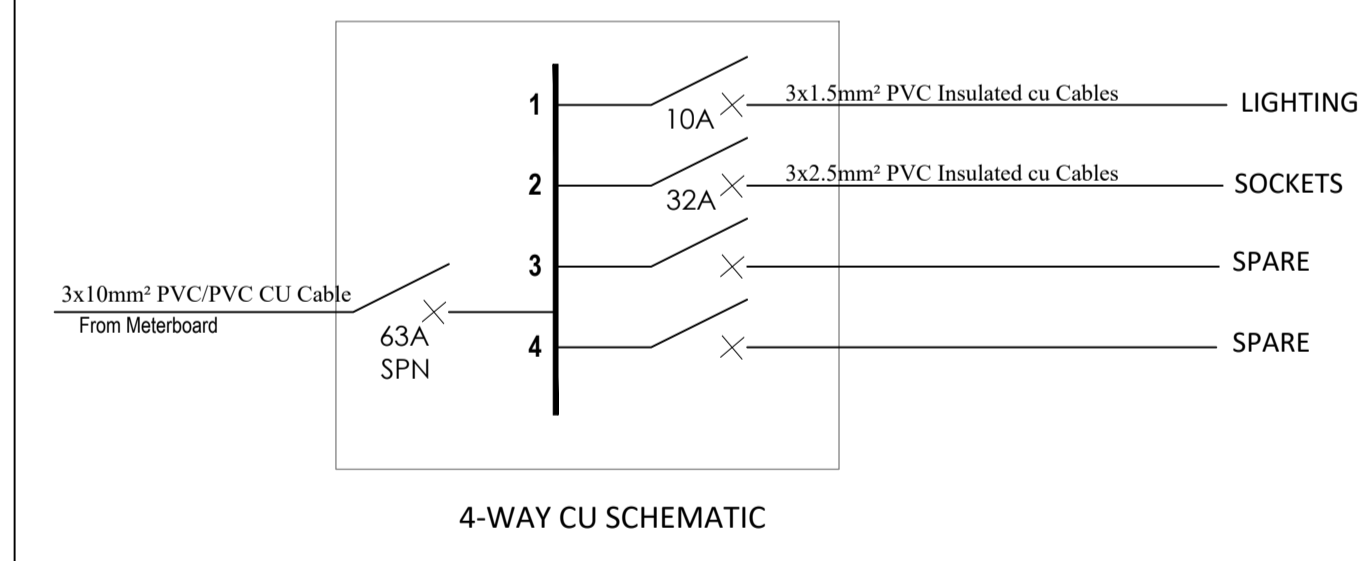 1
10A
3x1.5mm² PVC Insulated cu Cables
LIGHTING
2
32A
3x2.5mm² PVC Insulated cu Cables
SOCKETS
3
SPARE
3x10mm² PVC/PVC CU Cable
From Meterboard
63A
SPN
4
SPARE
4-WAY CU SCHEMATIC